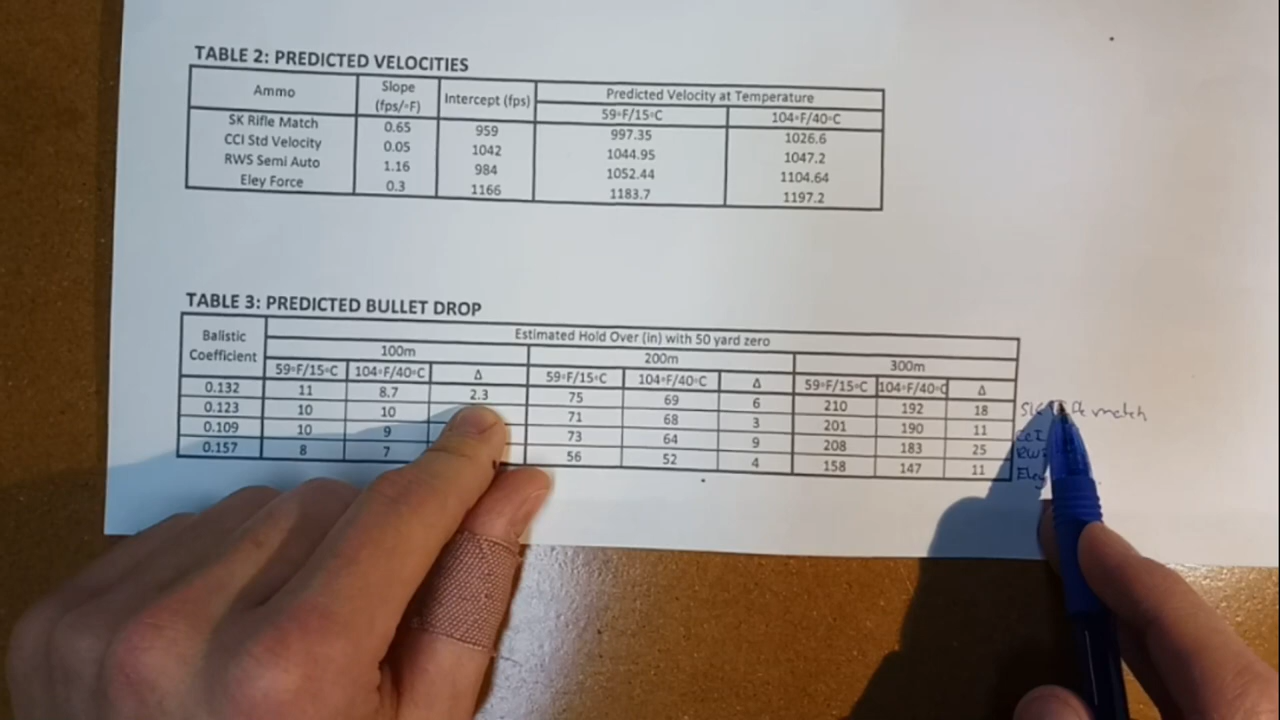 TABLE 2: PREDICTED VELOCITIES
Ammo Slope (fps/◦F) Intercept (fps) Predicted Velocity at Temperature
59◦F/15◦C 104◦F/40◦C
SK Rifle Match 0.65 959 997.35 1026.6
CCI Std Velocity 0.05 1042 1044.95 1047.2
RWS Semi Auto 1.16 984 1052.44 1104.64
Eley Force 0.3 1166 1183.7 1197.2
TABLE 3: PREDICTED BULLET DROP
Balistic Coefficient Estimated Hold Over (in) with 50 yard zero
100m 200m 300m
59◦F/15◦C 104◦F/40◦C Δ 59◦F/15◦C 104◦F/40◦C Δ 59◦F/15◦C 104◦F/40◦C Δ
0.132 11 8.7 2.3 75 69 6 210 192 18 SK match
0.123 10 10 71 68 3 201 190 11 CCI
0.109 10 9 73 64 9 208 183 25
0.157 8 7 56 52 4 158 147 11 Eley